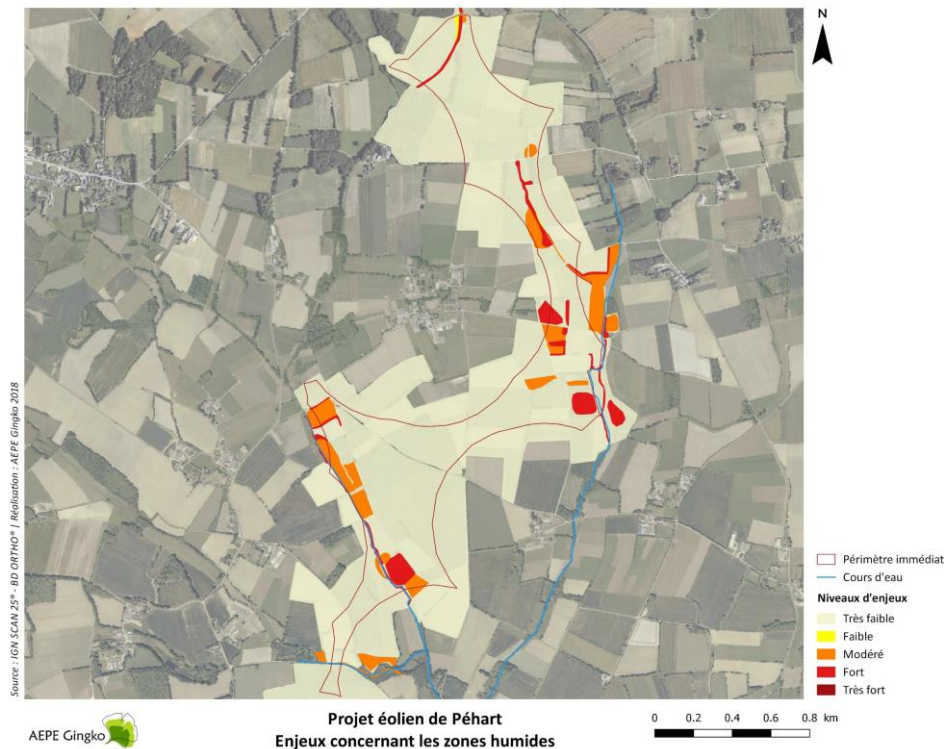 N
Source : IGN SCAN 25® - BD ORTHO® | Réalisation : AEPE Gingko 2018
Périmètre immédiat
Cours d'eau
Niveaux d'enjeu
Très faible
Faible
Modéré
Fort
Très fort
AEPE Gingko
Projet éolien de Péhart
Enjeux concernant les zones humides
0 0.2 0.4 0.6 0.8 km